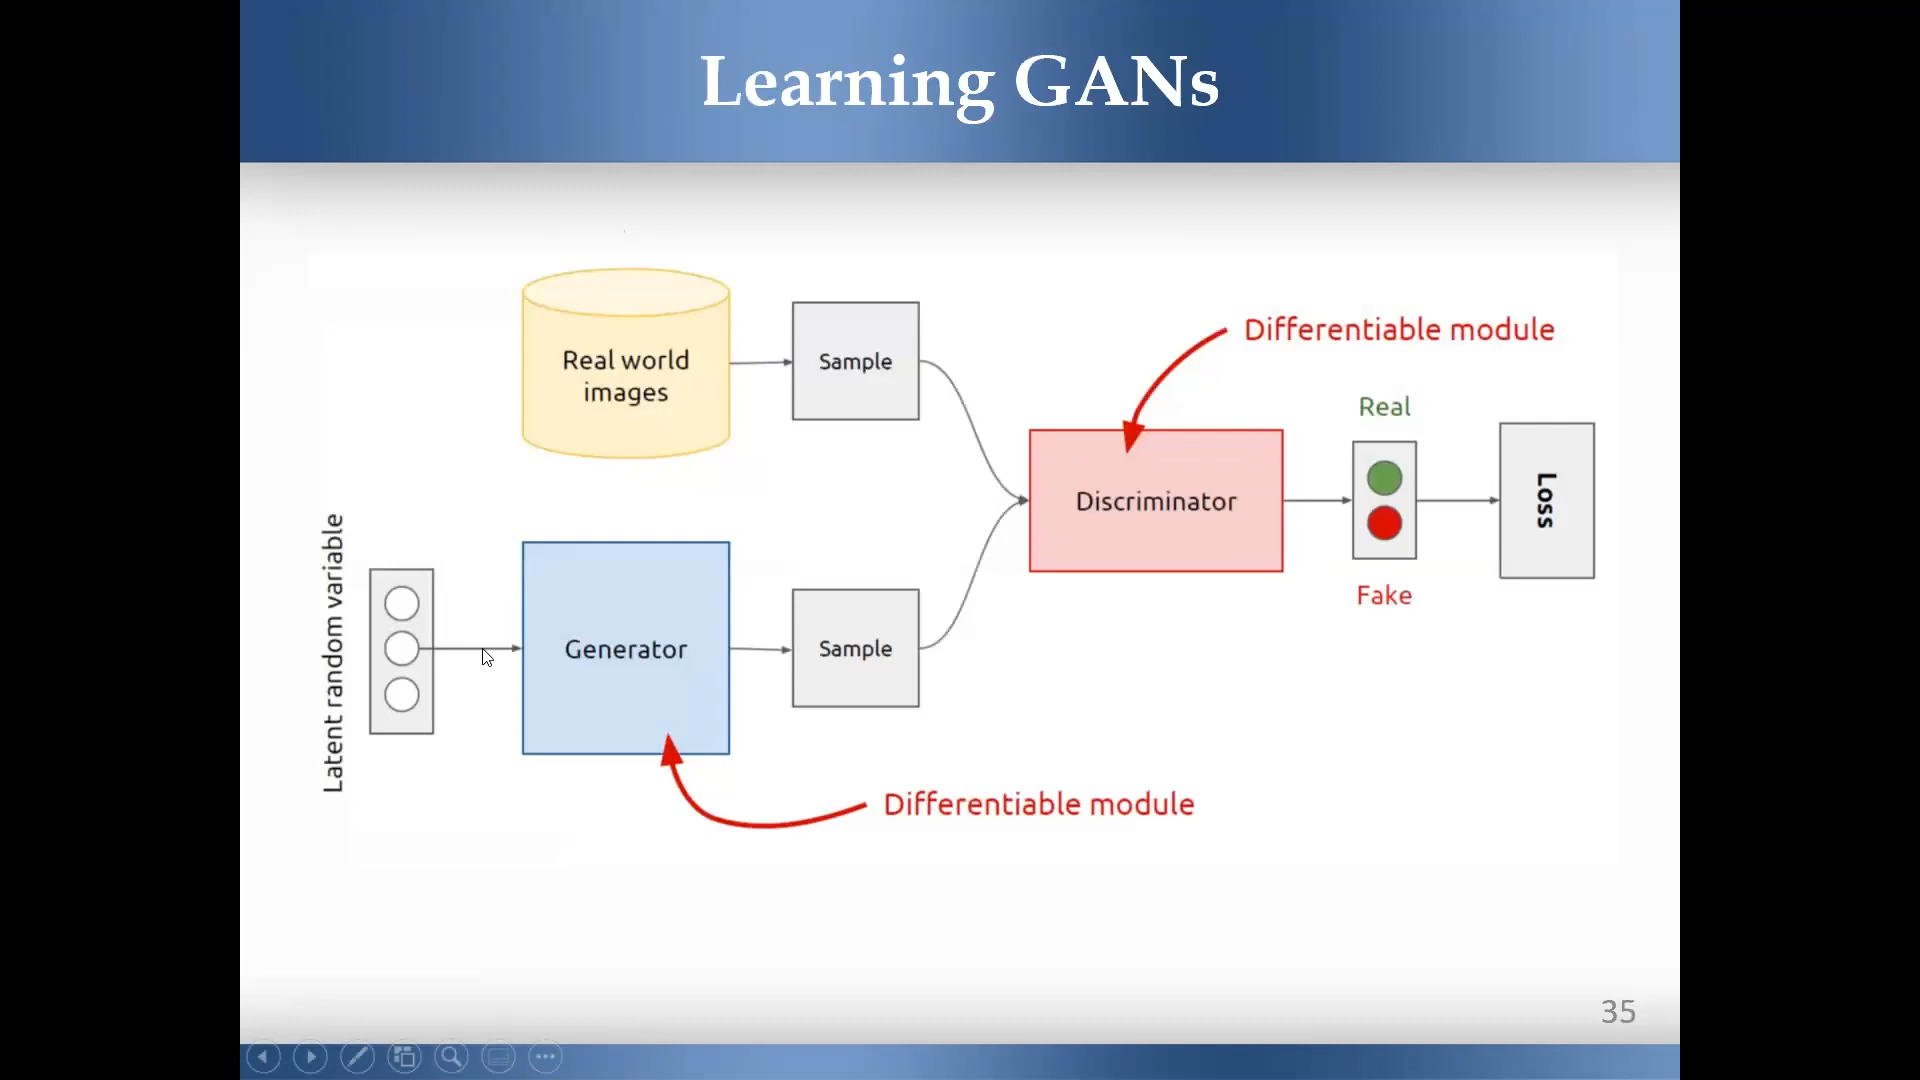 Learning GANs
Real world
images
Sample
Differentiable module
Real
Discriminator
Loss
Fake
Latent random variable
Generator
Sample
Differentiable module
35